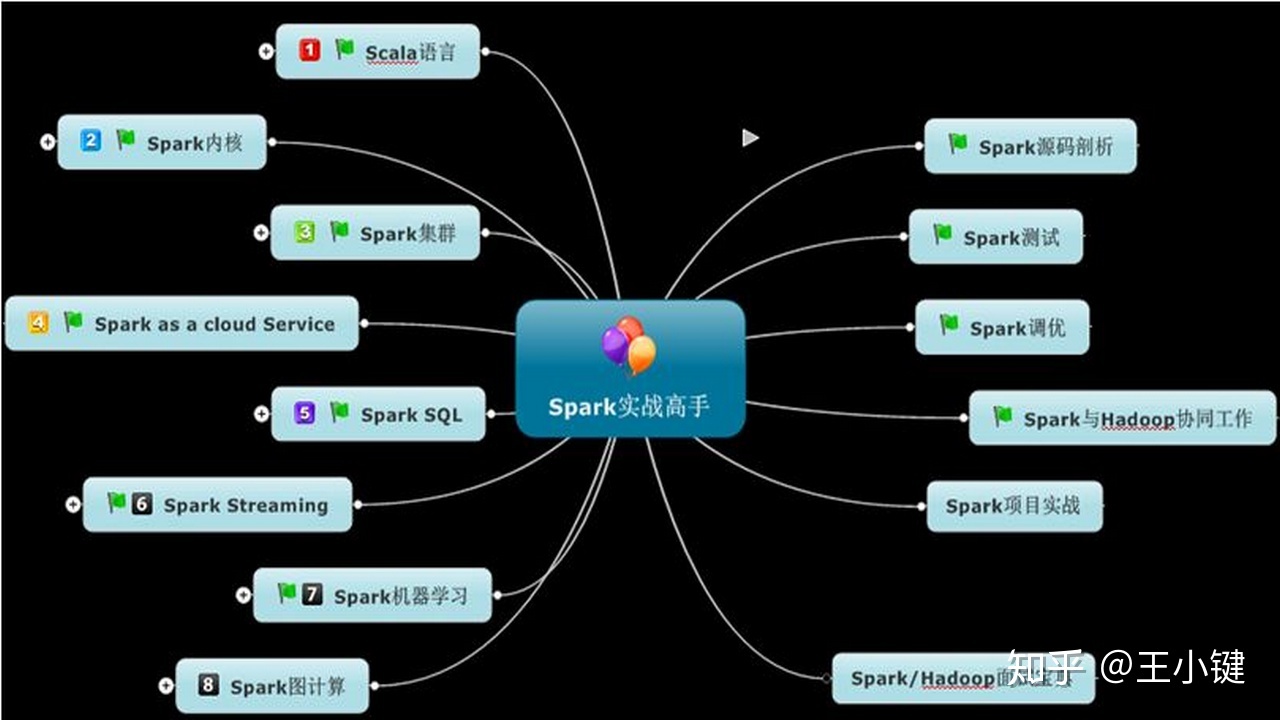 1 Scala语言
2 Spark内核
3 Spark集群
4 Spark as a cloud Service
5 Spark SQL
6 Spark Streaming
7 Spark机器学习
8 Spark图计算
Spark实战高手
Spark源码剖析
Spark测试
Spark调优
Spark与Hadoop协同工作
Spark项目实战
Spark/Hadoop面
知乎 @王小键